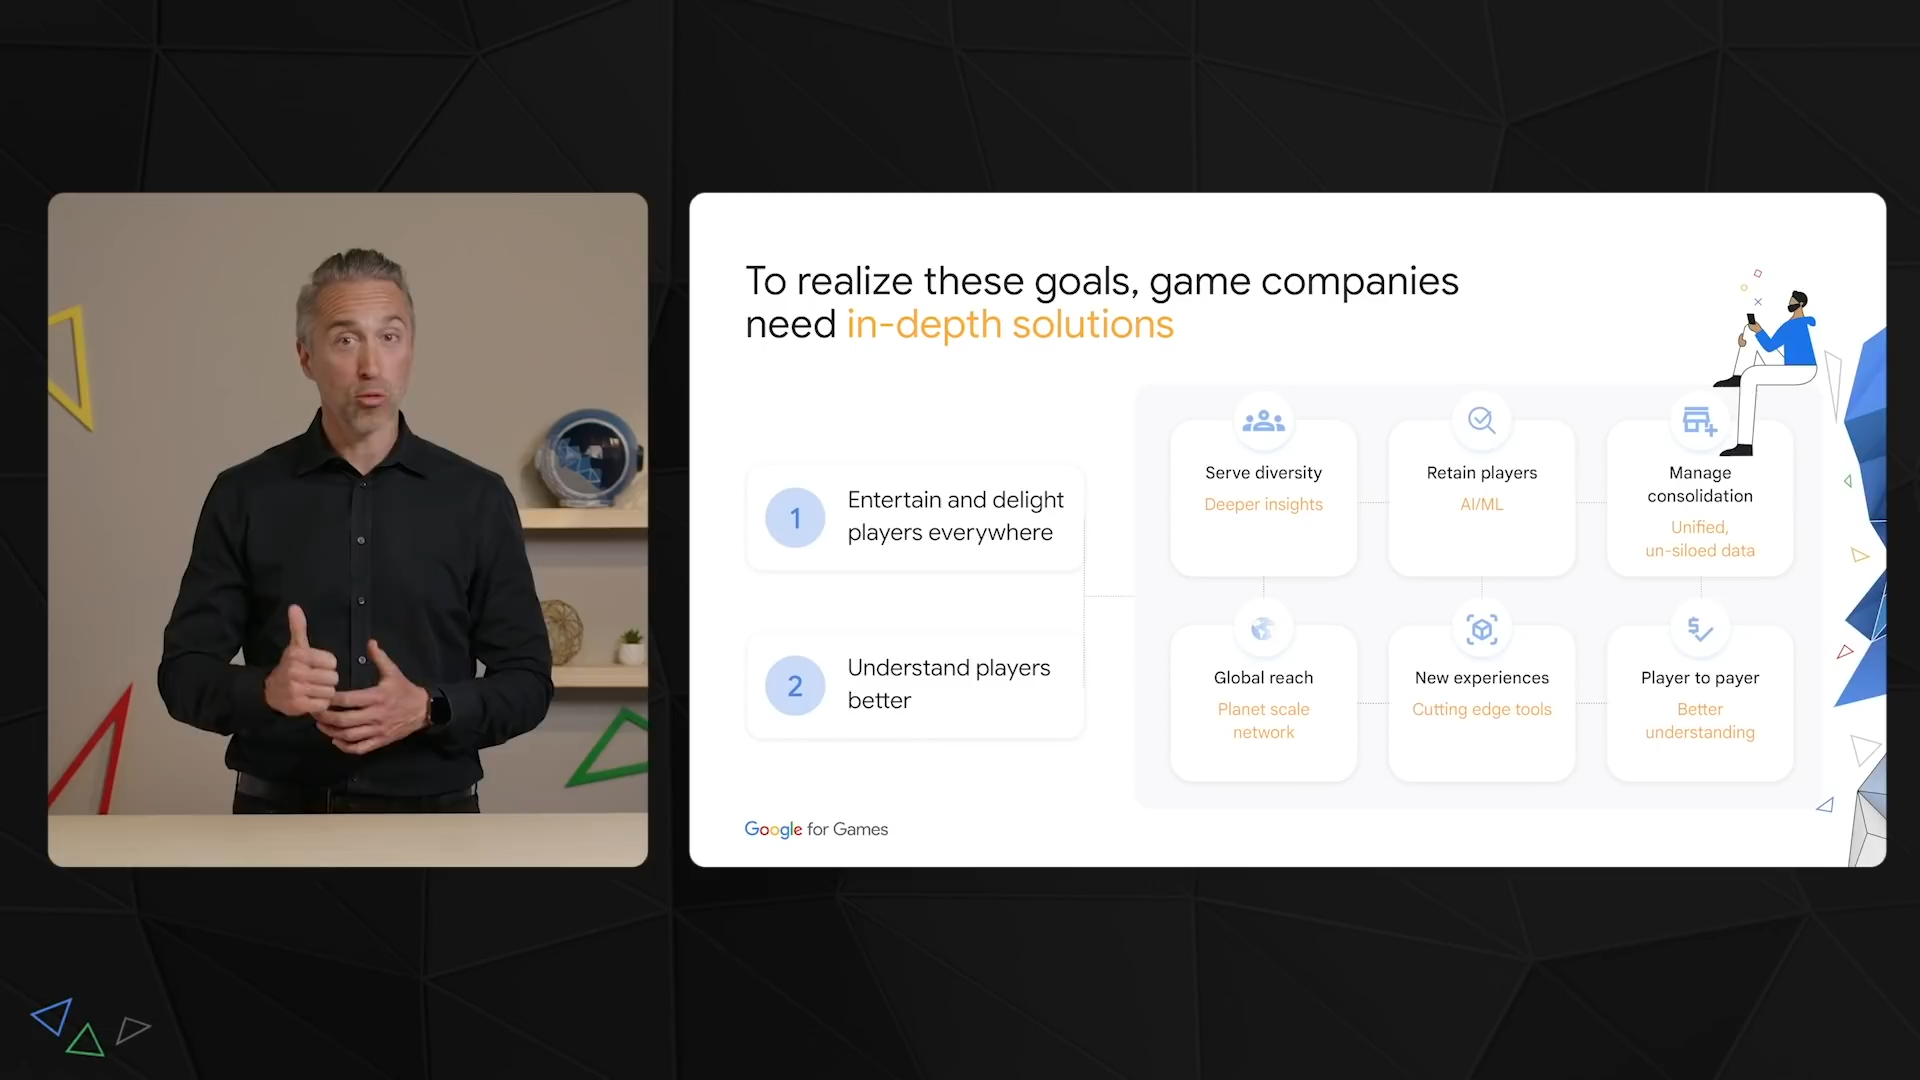 To realize these goals, game companies
need in-depth solutions
1
Entertain and delight
players everywhere
2
Understand players
better
Serve diversity
Deeper insights
Retain players
AI/ML
Manage
consolidation
Unified,
un-siloed data
Global reach
Planet scale
network
New experiences
Cutting edge tools
Player to payer
Better
understanding
Google for Games